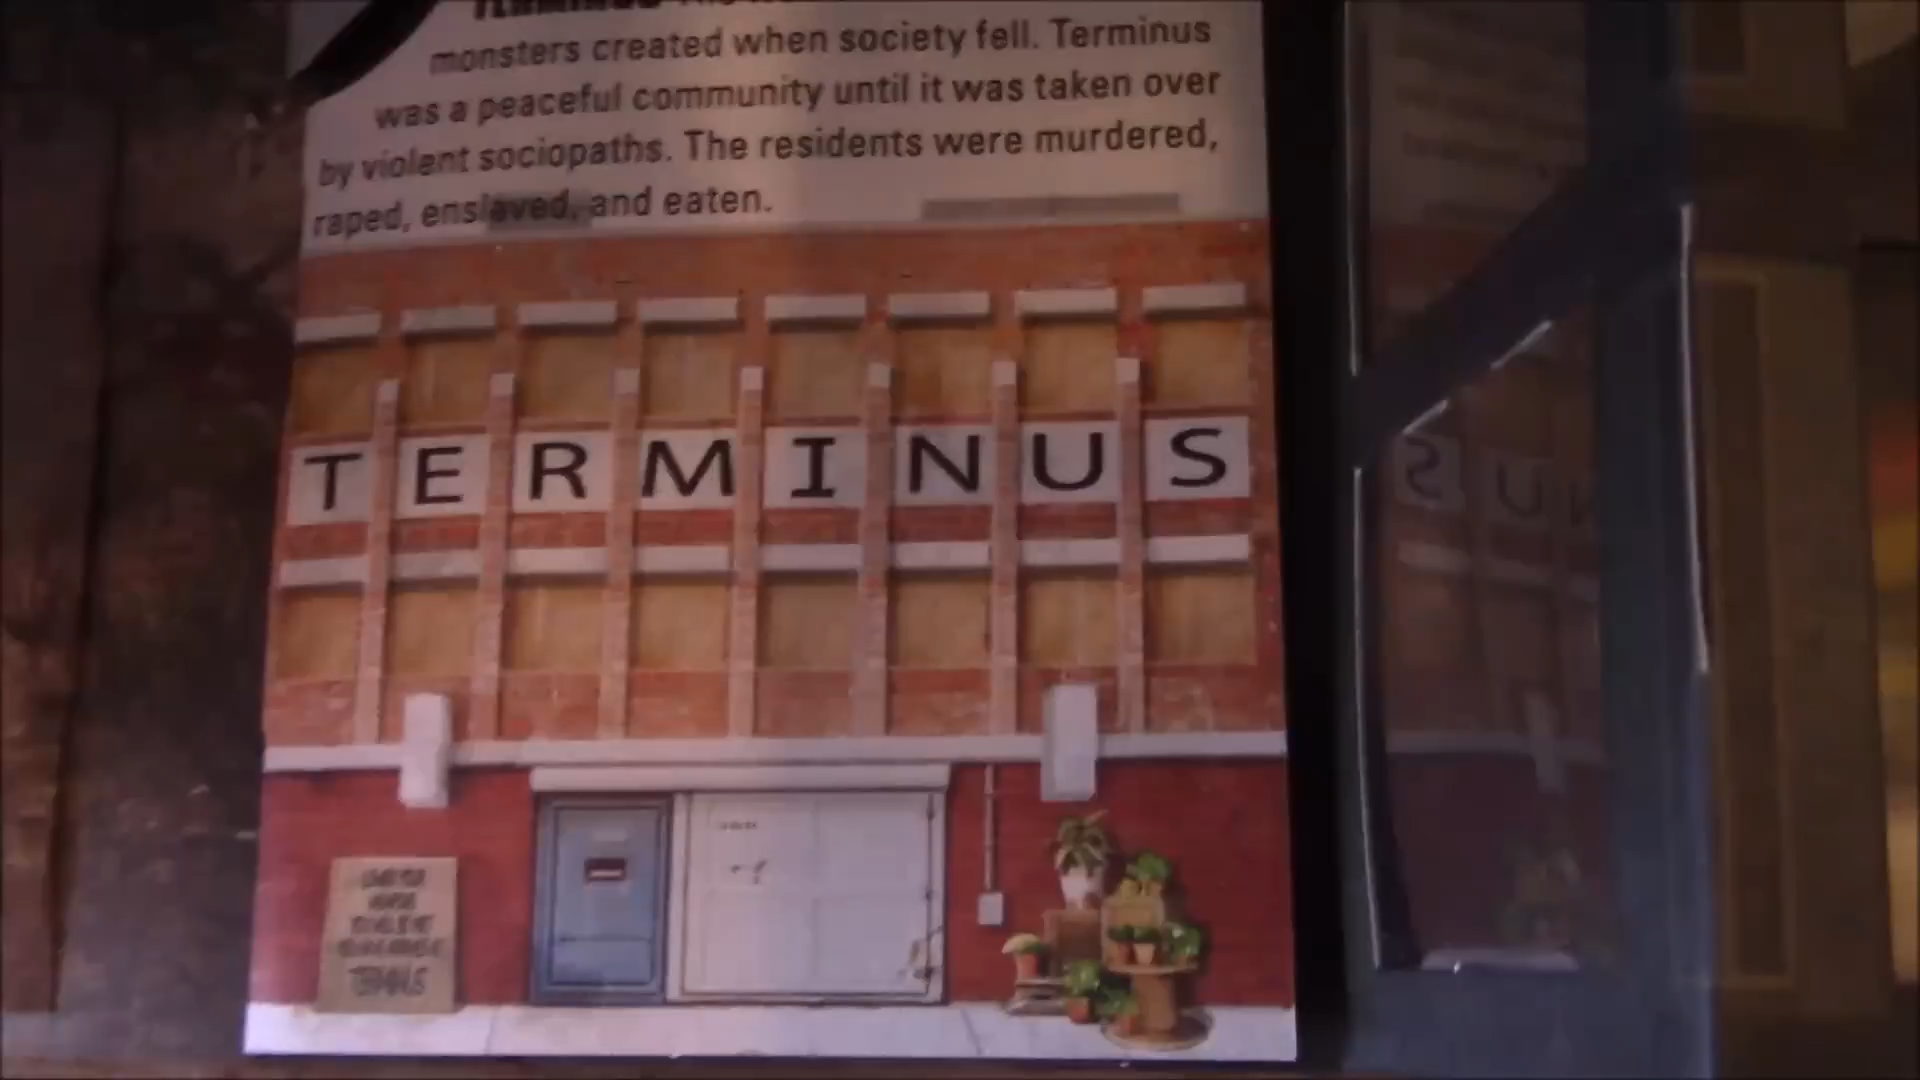 TERMINUS
monsters created when society fell. Terminus
was a peaceful community until it was taken over
by violent sociopaths. The residents were murdered,
raped, enslaved, and eaten.
TERMINUS